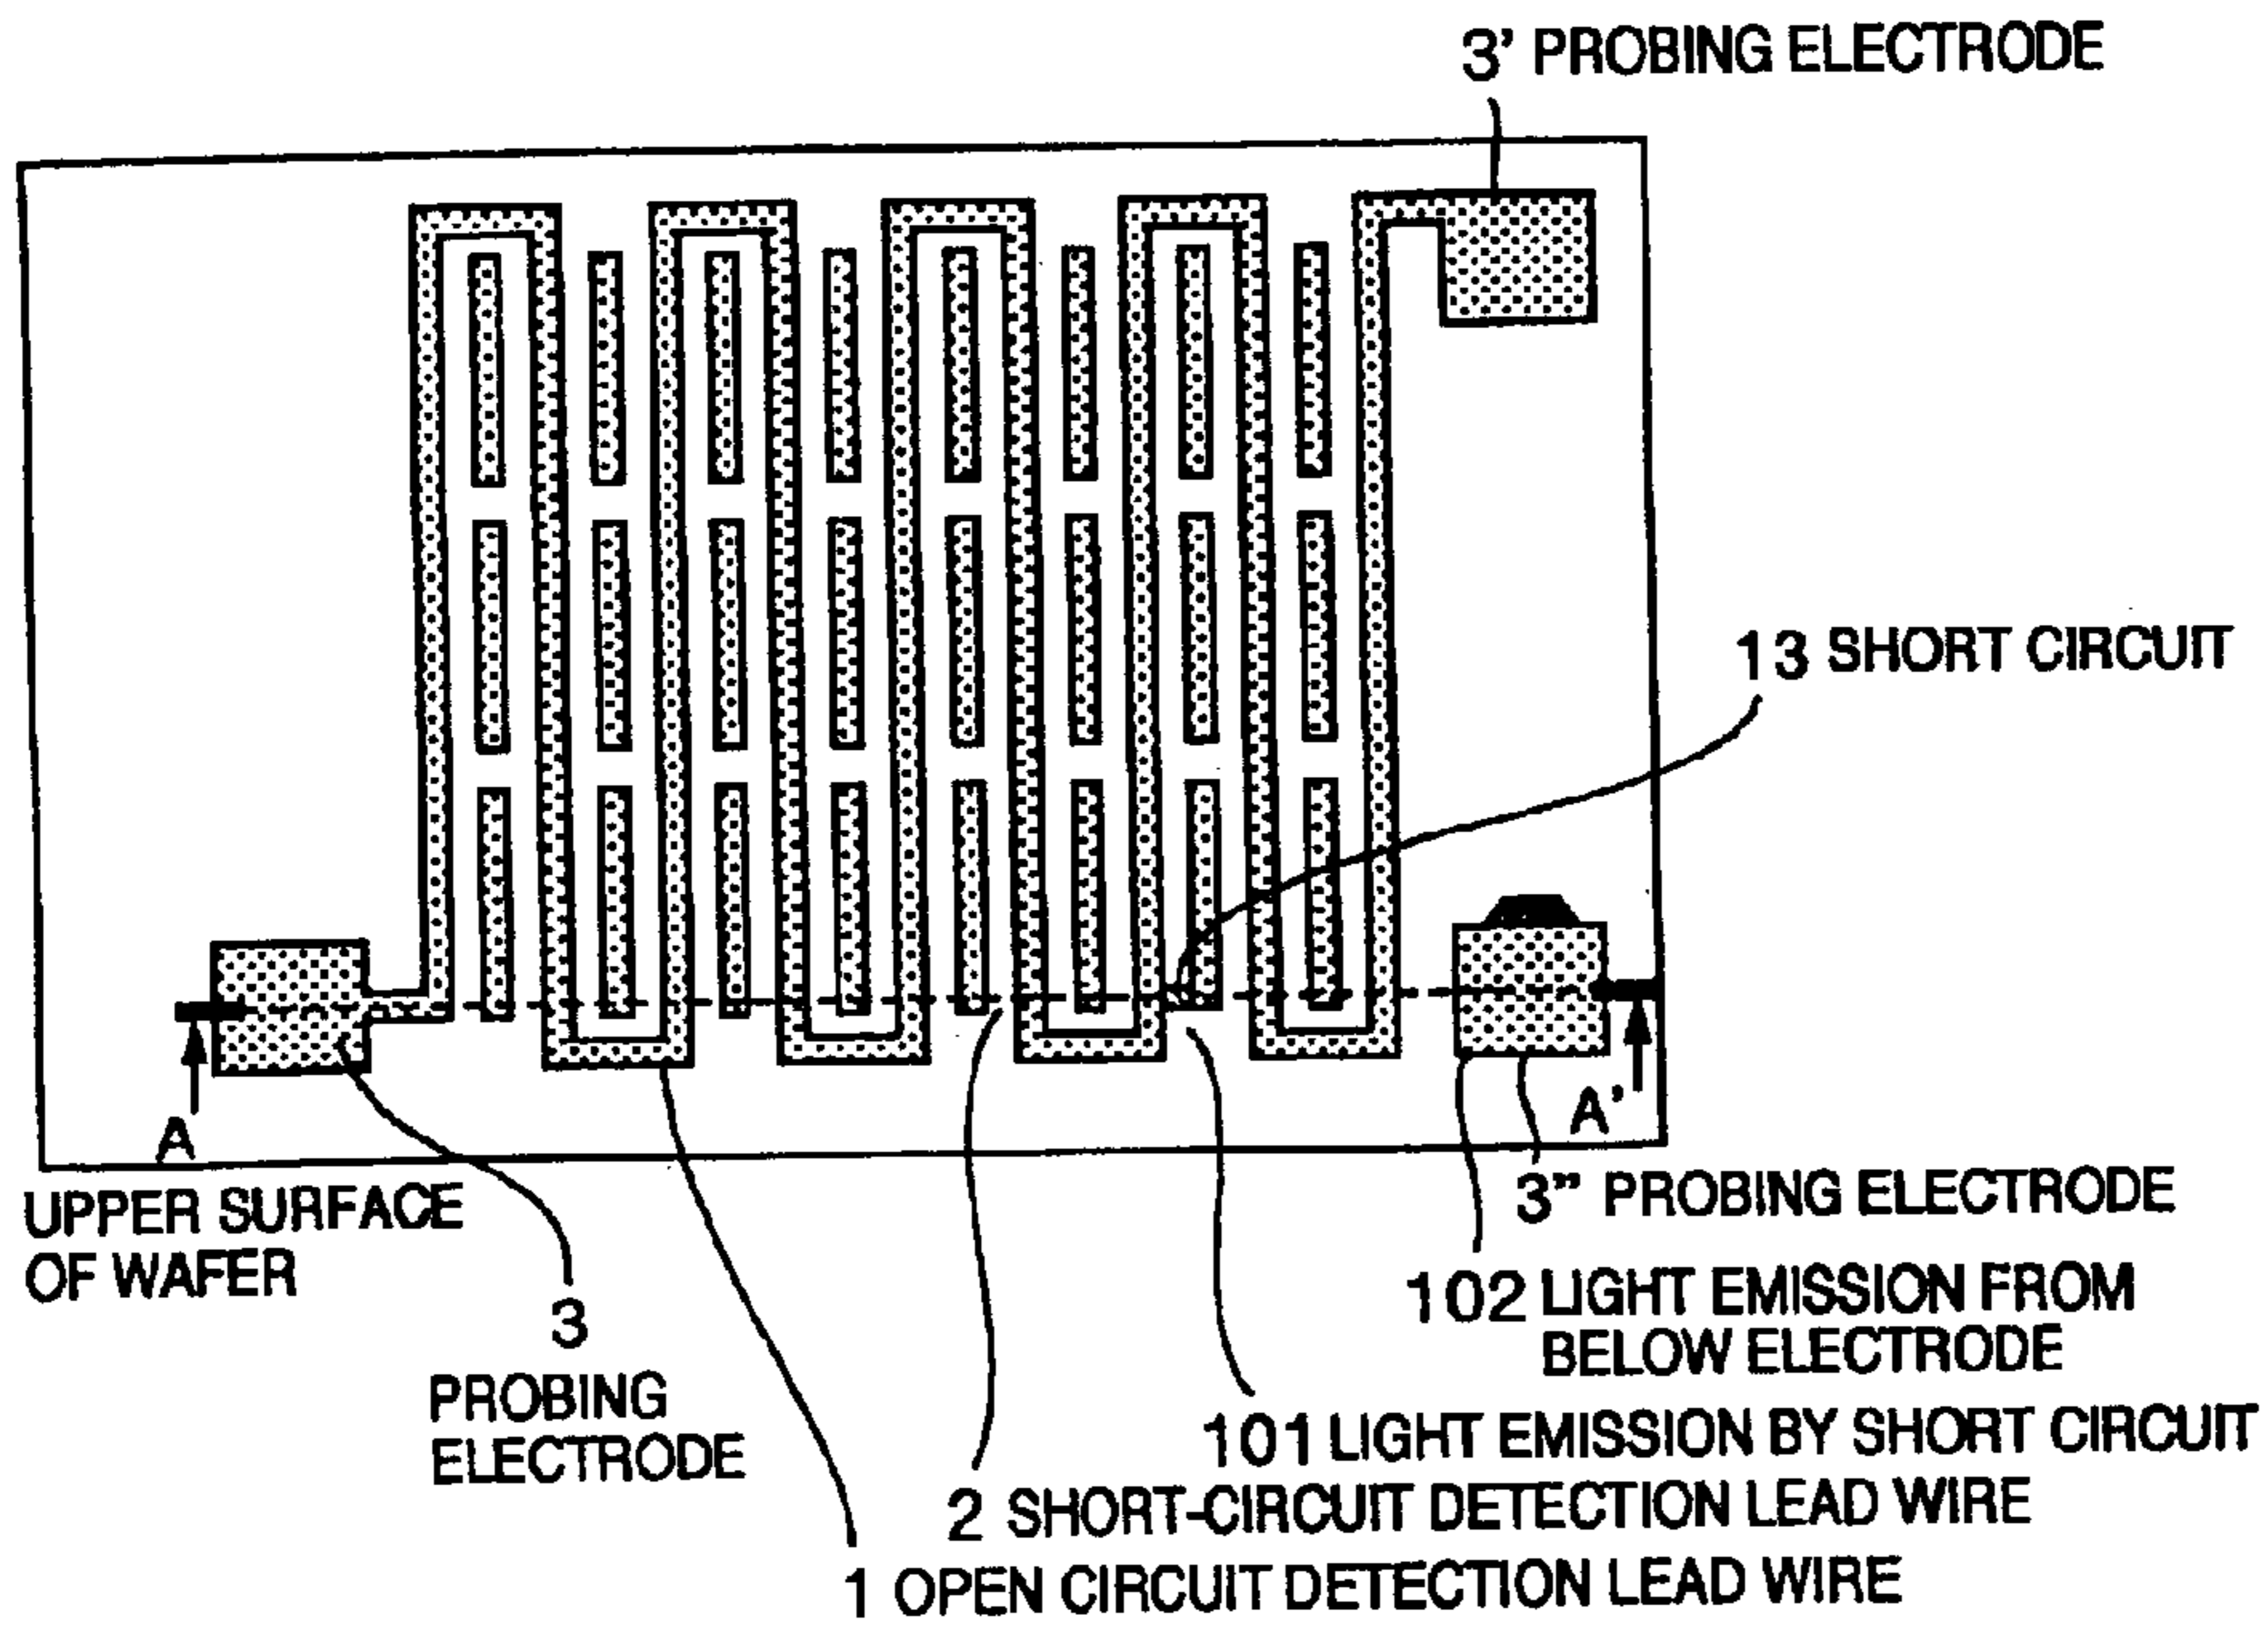 3’ PROBING ELECTRODE
13 SHORT CIRCUIT
A
A’
UPPER SURFACE
OF WAFER
3” PROBING ELECTRODE
3
PROBING
ELECTRODE
102 LIGHT EMISSION FROM
BELOW ELECTRODE
101 LIGHT EMISSION BY SHORT CIRCUIT
2 SHORT-CIRCUIT DETECTION LEAD WIRE
1 OPEN CIRCUIT DETECTION LEAD WIRE